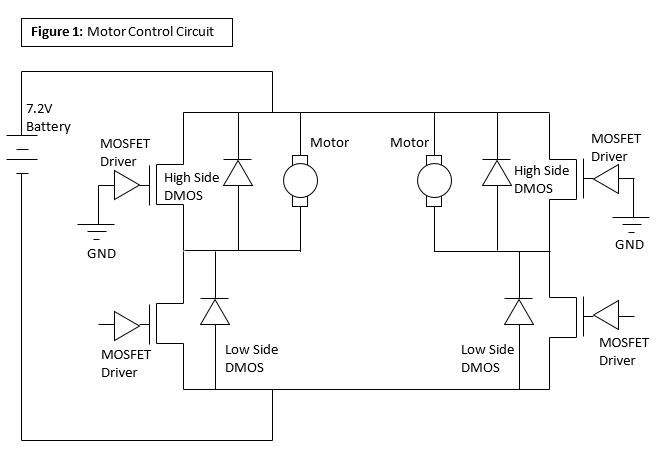 Figure 1: Motor Control Circuit
7.2V
Battery
MOSFET
Driver
High Side
DMOS
GND
Motor
Motor
High Side
DMOS
MOSFET
Driver
GND
MOSFET
Driver
Low Side
DMOS
Low Side
DMOS
MOSFET
Driver